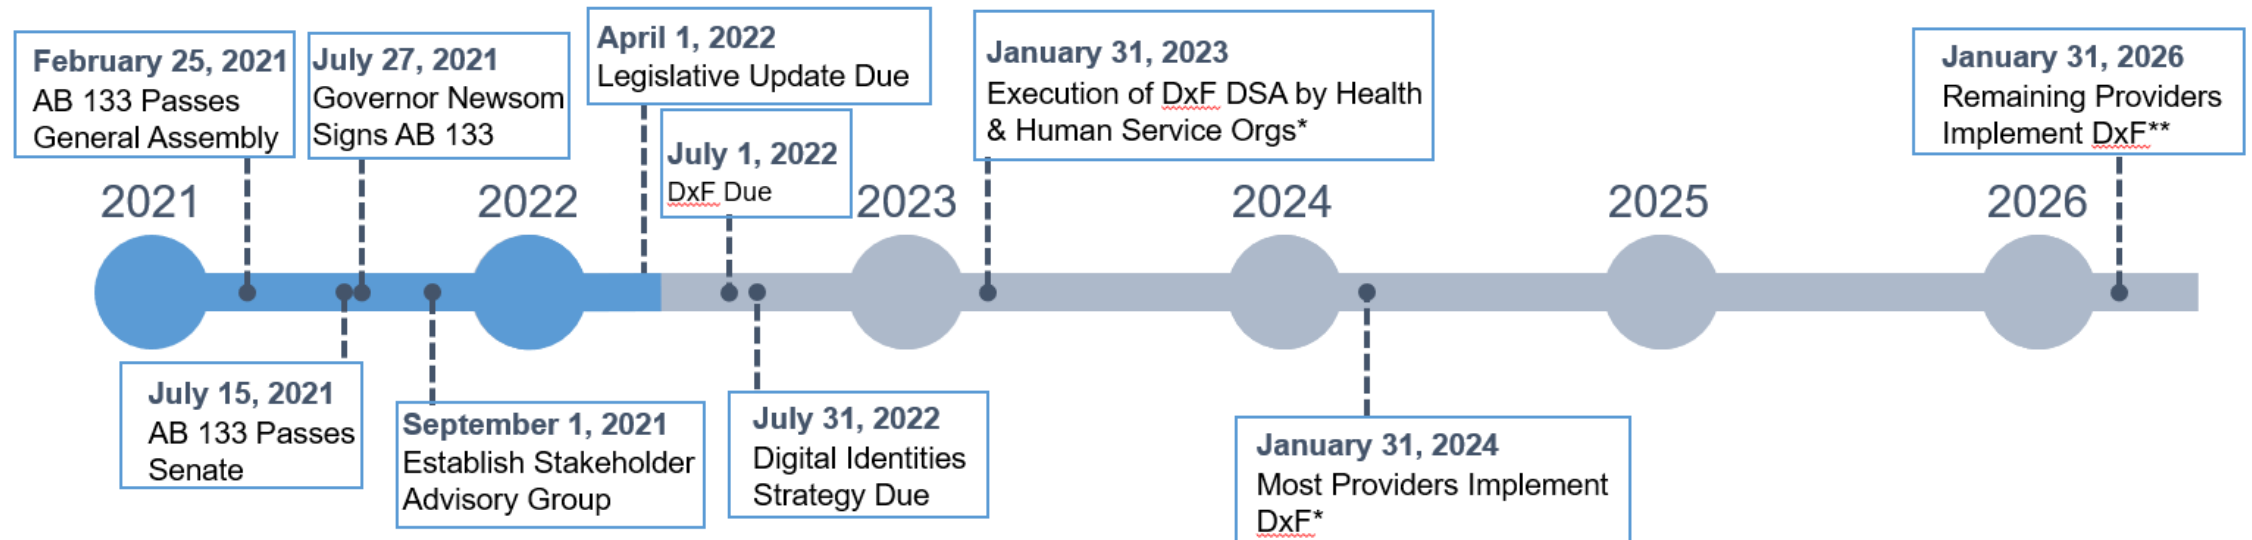 February 25, 2021
AB 133 Passes
General Assembly
July 27, 2021
Governor Newsom
Signs AB 133
April 1, 2022
Legislative Update Due
July 1, 2022
DxF Due
January 31, 2023
Execution of DxF DSA by Health
& Human Service Orgs*
January 31, 2026
Remaining Providers
Implement DxF**
2021
2022
2023
2024
2025
2026
July 15, 2021
AB 133 Passes
Senate
September 1, 2021
Establish Stakeholder
Advisory Group
July 31, 2022
Digital Identities
Strategy Due
January 31, 2024
Most Providers Implement
DxF*